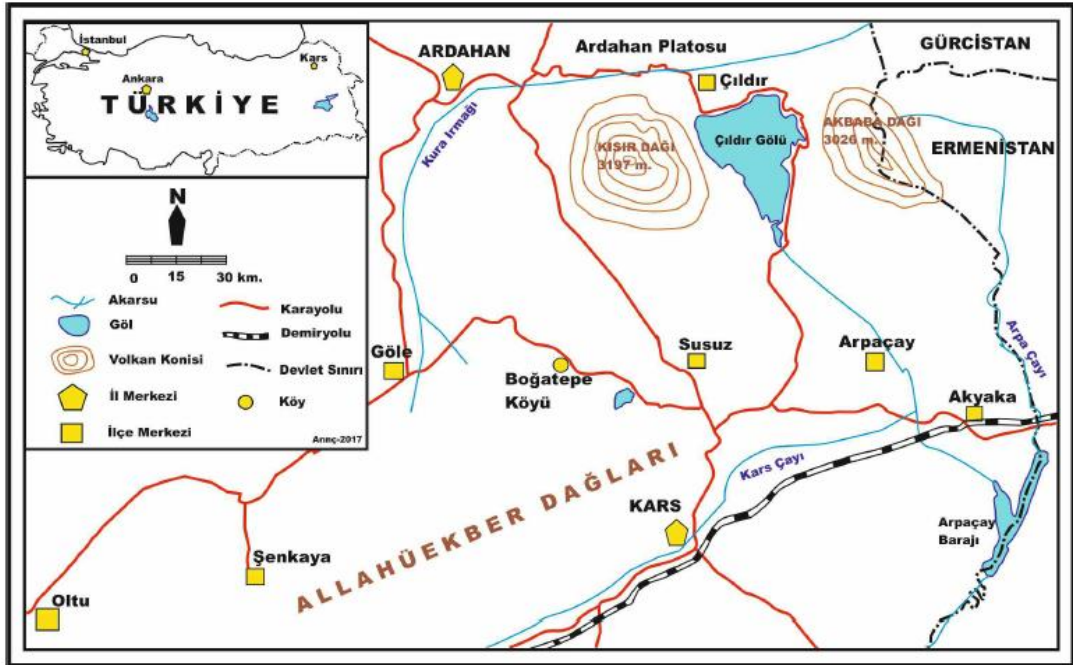 İstanbul
Ankara
Kars
TÜRKİYE
N
0 15 30 km.
Akarsu
Göl
Volkan Konisi
İl Merkezi
İlçe Merkezi
Karayolu
Demiryolu
Devlet Sınırı
Köy
ARDAHAN
Ardahan Platosu
GÜRCİSTAN
Çıldır
Kura Irmağı
KISIR DAĞI
3197 m.
Çıldır Gölü
AKBABA DAĞI
3026 m.
ERMENİSTAN
Göle
Boğatepe
Köyü
Susuz
Arpaçay
Arpa Çayı
Akyaka
ALLAHÜEKBER DAĞLARI
Kars Çayı
KARS
Arpaçay
Barajı
Şenkaya
Oltu